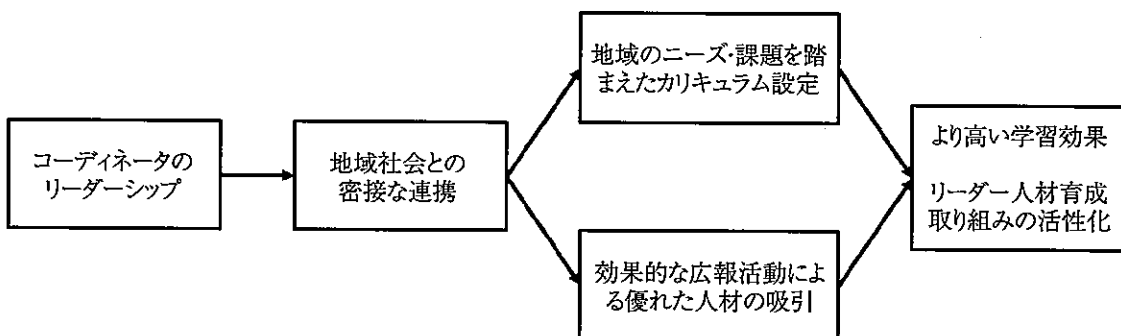 コーディネータの
リーダーシップ
地域社会との
密接な連携
地域のニーズ・課題を踏
まえたカリキュラム設定
効果的な広報活動によ
る優れた人材の吸引
より高い学習効果
リーダー人材育成
取り組みの活性化